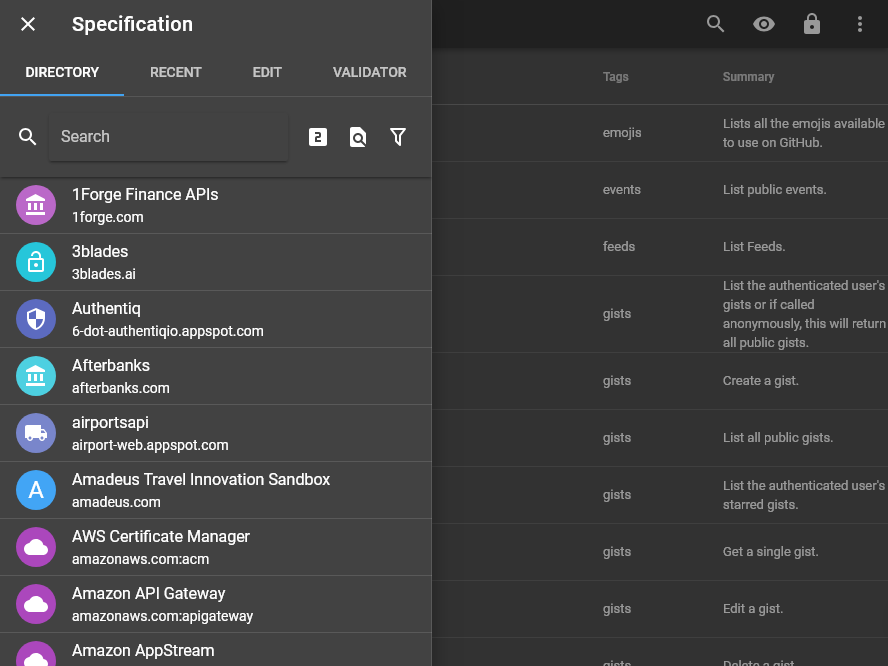 Specification
DIRECTORY
RECENT
EDIT
VALIDATOR
Search
2
1Forge Finance APIs
1forge.com
3blades
3blades.ai
Authentiq
6-dot-authentiqio.appspot.com
Afterbanks
afterbanks.com
airportsapi
airport-web.appspot.com
A
Amadeus Travel Innovation Sandbox
amadeus.com
AWS Certificate Manager
amazonaws.com:acm
Amazon API Gateway
amazonaws.com:apigateway
Amazon AppStream
Tags
Summary
emojis
Lists all the emojis available
to use on GitHub.
events
List public events.
feeds
List Feeds.
gists
List the authenticated user's
gists or if called
anonymously, this will return
all public gists.
gists
Create a gist.
gists
List all public gists.
gists
List the authenticated user's
starred gists.
gists
Get a single gist.
gists
Edit a gist.
gists
Delete a gist.